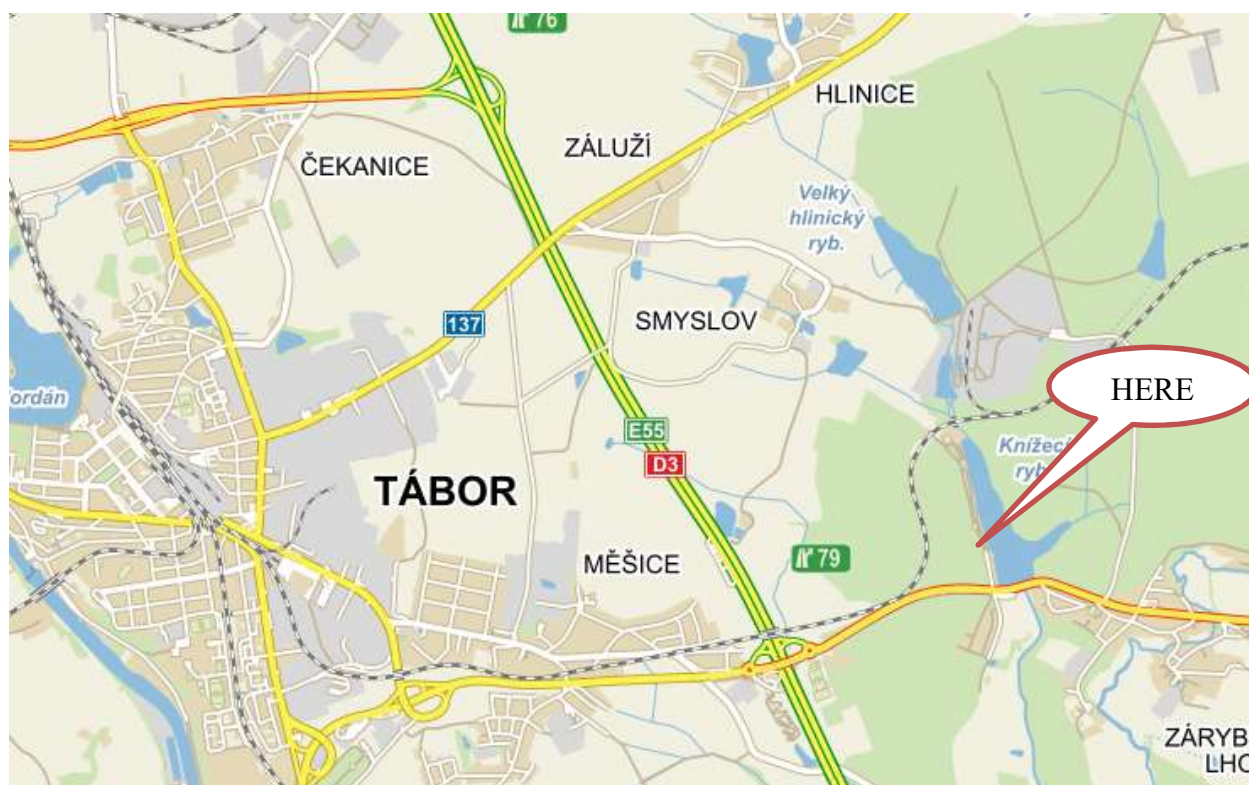 76
HLINICE
ZÁLUŽÍ
ČEKANICE
Velký
hlinický
ryb.
137
SMYSLOV
HERE
ordán
E55
Knížecí
ryb.
D3
TÁBOR
79
MĚŠICE
ZÁRYB
LHO